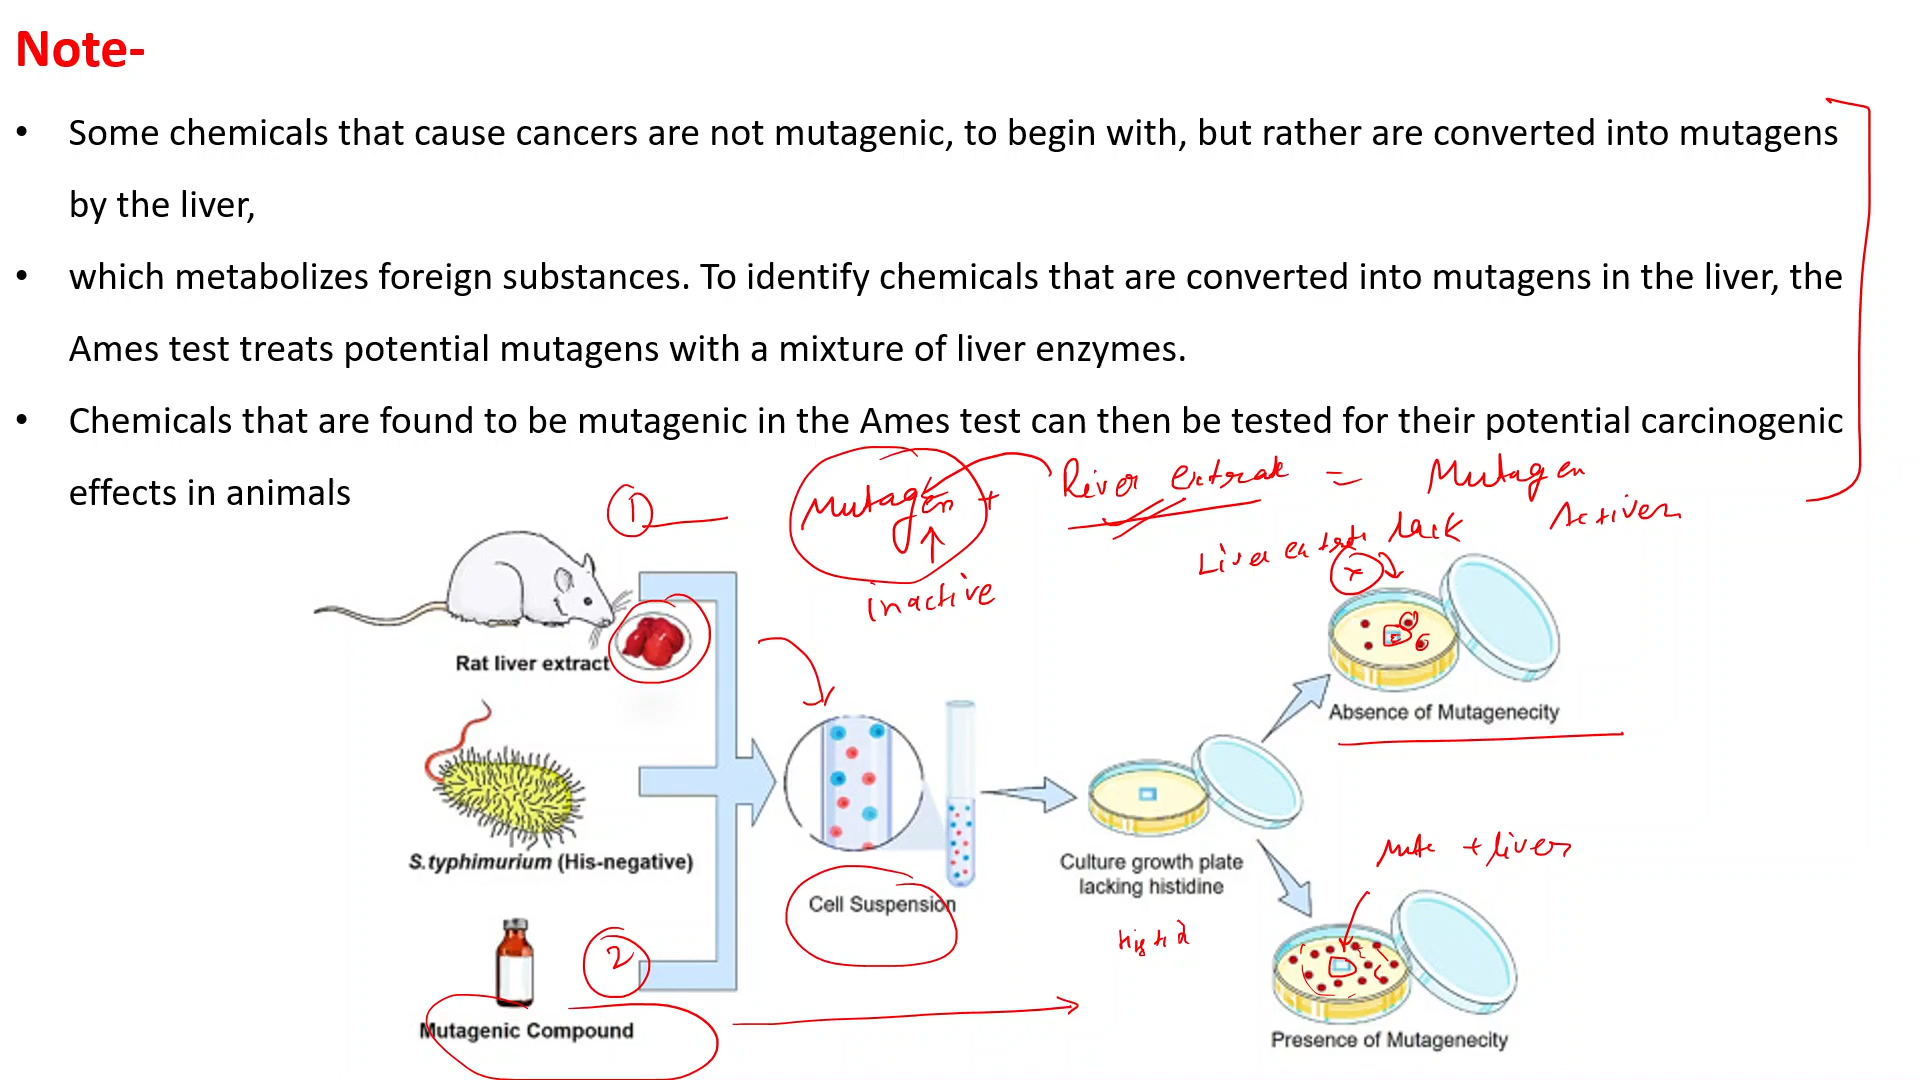 Note-
• Some chemicals that cause cancers are not mutagenic, to begin with, but rather are converted into mutagens
by the liver,
• which metabolizes foreign substances. To identify chemicals that are converted into mutagens in the liver, the
Ames test treats potential mutagens with a mixture of liver enzymes.
• Chemicals that are found to be mutagenic in the Ames test can then be tested for their potential carcinogenic
effects in animals
1
Mutagen + = Mutagen
Active
lack
inactive
Rat liver extract
Absence of Mutagenecity
S.typhimurium (His-negative)
Cell Suspension
Culture growth plate
lacking histidine
+ liver
2
Mutagenic Compound
Presence of Mutagenecity